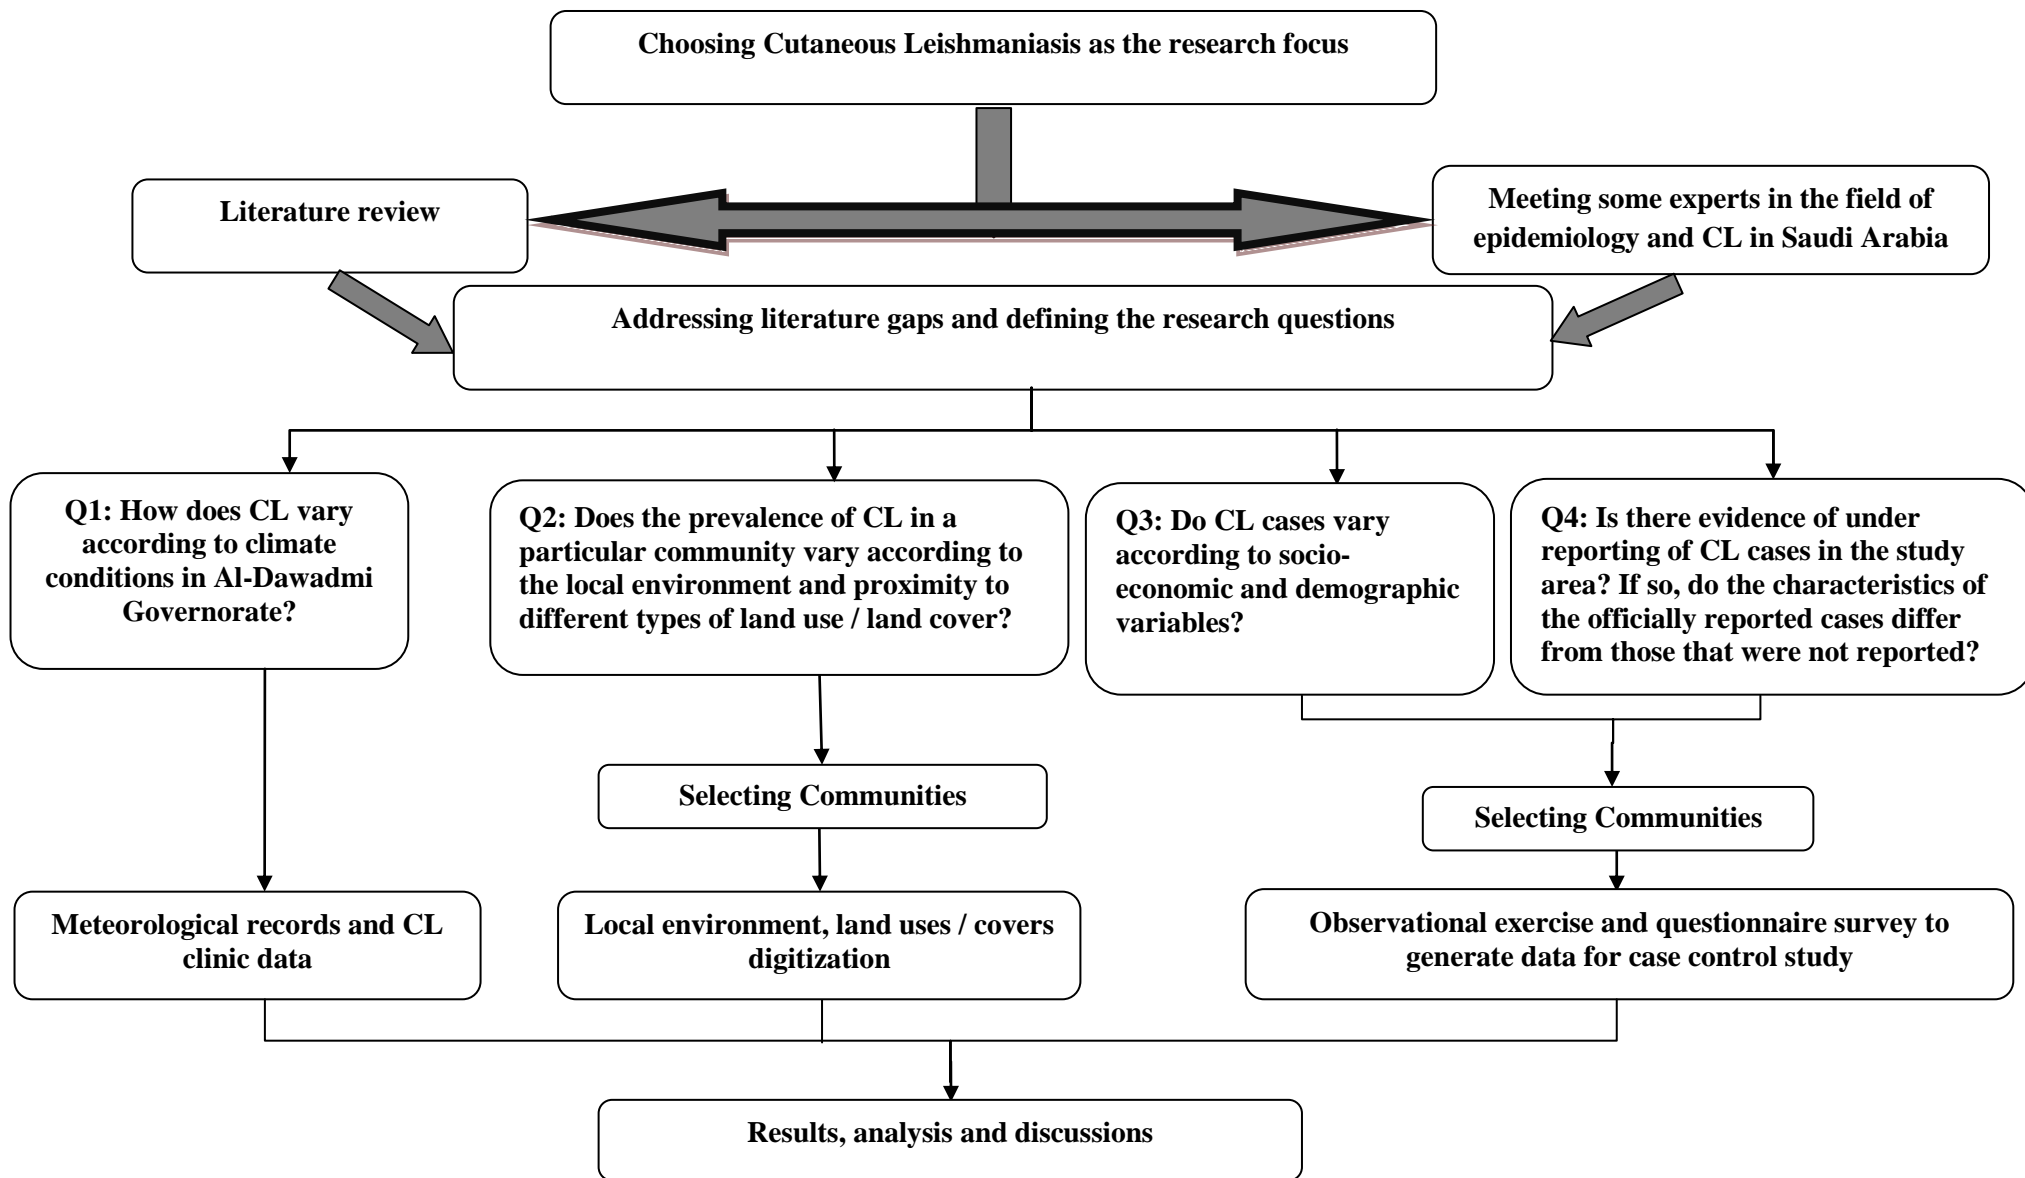 Choosing Cutaneous Leishmaniasis as the research focus
Literature review
Meeting some experts in the field of
epidemiology and CL in Saudi Arabia
Addressing literature gaps and defining the research questions
Q1: How does CL vary
according to climate
conditions in Al-Dawadmi
Governorate?
Q2: Does the prevalence of CL in a
particular community vary according to
the local environment and proximity to
different types of land use / land cover?
Q3: Do CL cases vary
according to socio-
economic and demographic
variables?
Q4: Is there evidence of under
reporting of CL cases in the study
area? If so, do the characteristics of
the officially reported cases differ
from those that were not reported?
Selecting Communities
Selecting Communities
Meteorological records and CL
clinic data
Local environment, land uses / covers
digitization
Observational exercise and questionnaire survey to
generate data for case control study
Results, analysis and discussions